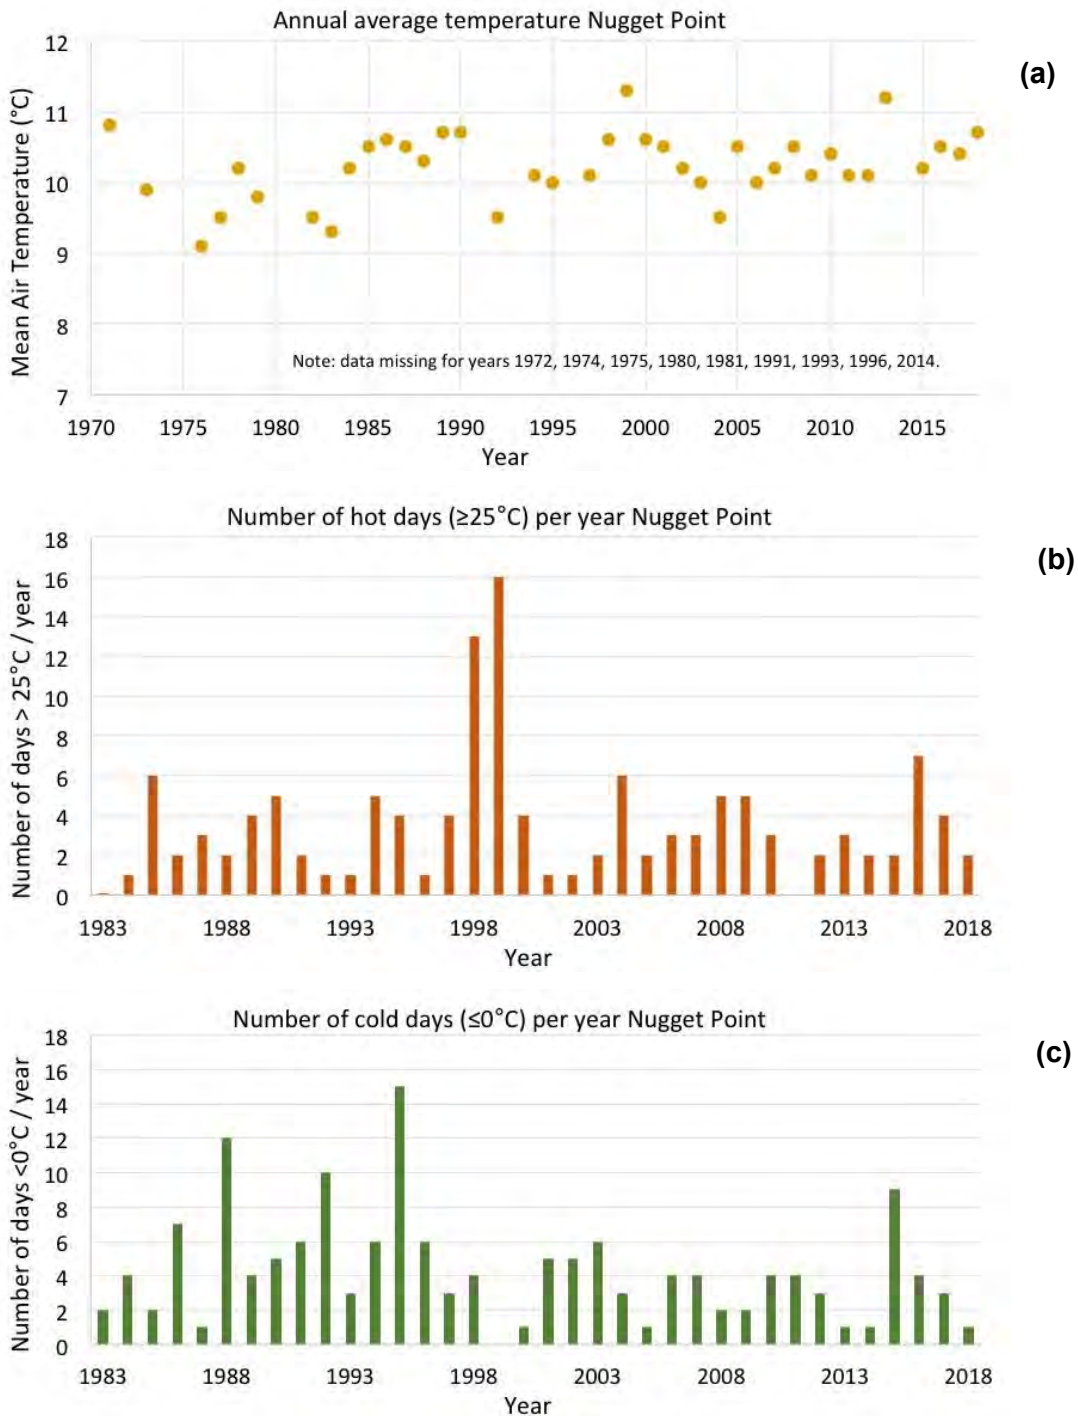 Annual average temperature Nugget Point
(a)
Mean Air Temperature (°C)
12
11
10
9
8
7
Note: data missing for years 1972, 1974, 1975, 1980, 1981, 1991, 1993, 1996, 2014.
1970 1975 1980 1985 1990 1995 2000 2005 2010 2015
Year
Number of hot days (≥25°C) per year Nugget Point
(b)
Number of days > 25°C / year
18
16
14
12
10
8
6
4
2
0
1983 1988 1993 1998 2003 2008 2013 2018
Year
Number of cold days (≤0°C) per year Nugget Point
(c)
Number of days <0°C / year
18
16
14
12
10
8
6
4
2
0
1983 1988 1993 1998 2003 2008 2013 2018
Year